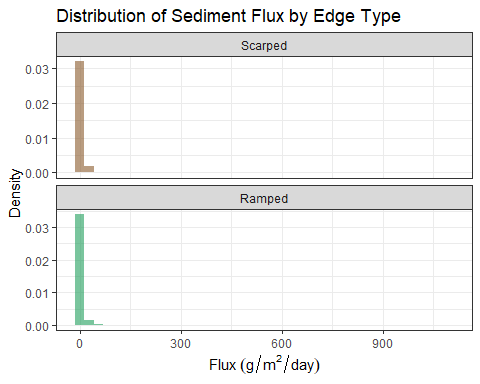 Distribution of Sediment Flux by Edge Type
Scarped
0.03
0.02
0.01
0.00
Ramped
0.03
0.02
0.01
0.00
Density
0 300 600 900
Flux (g/m²/day)